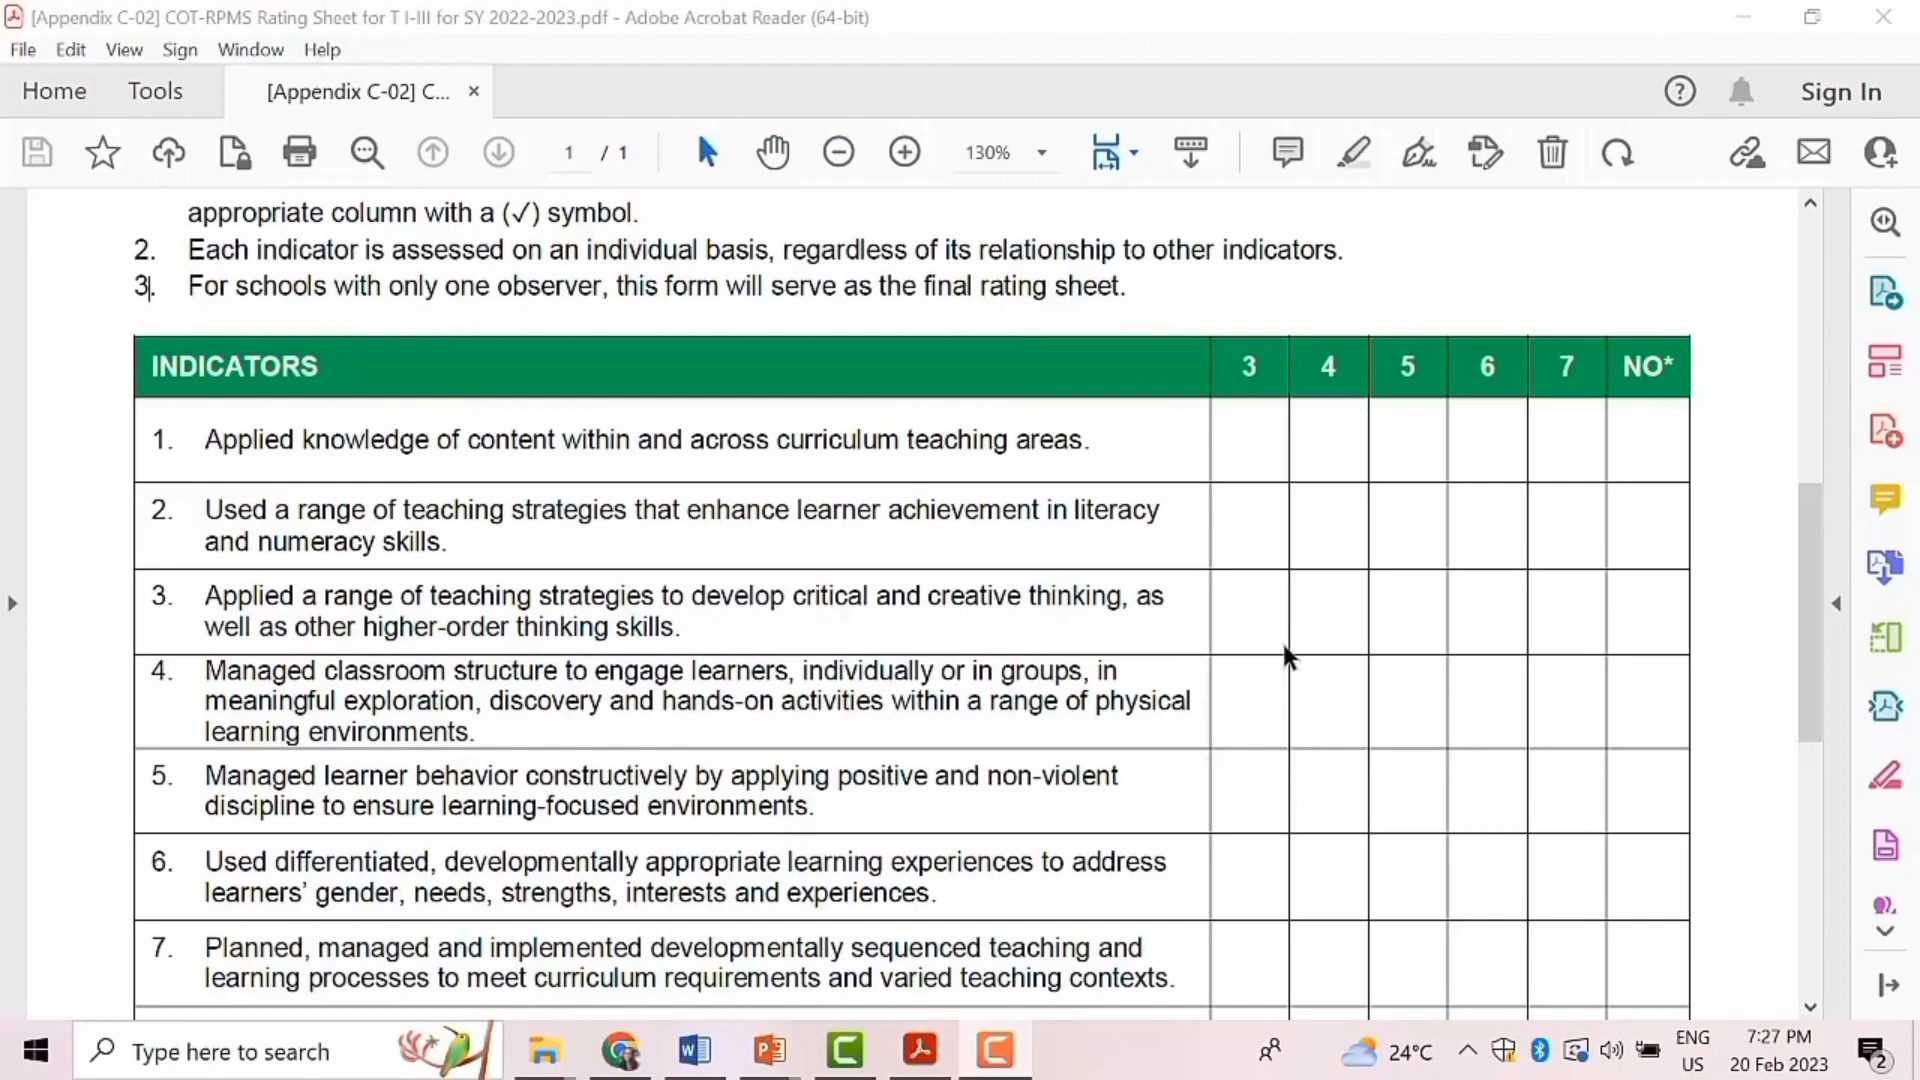 [Appendix C-02] COT-RPMS Rating Sheet for T I-III for SY 2022-2023.pdf - Adobe Acrobat Reader (64-bit)
File Edit View Sign Window Help
Home Tools [Appendix C-02] C... × Sign In
1 / 1 130%
appropriate column with a (✓) symbol.
2. Each indicator is assessed on an individual basis, regardless of its relationship to other indicators.
3. For schools with only one observer, this form will serve as the final rating sheet.
INDICATORS 3 4 5 6 7 NO*
1. Applied knowledge of content within and across curriculum teaching areas.
2. Used a range of teaching strategies that enhance learner achievement in literacy
and numeracy skills.
3. Applied a range of teaching strategies to develop critical and creative thinking, as
well as other higher-order thinking skills.
4. Managed classroom structure to engage learners, individually or in groups, in
meaningful exploration, discovery and hands-on activities within a range of physical
learning environments.
5. Managed learner behavior constructively by applying positive and non-violent
discipline to ensure learning-focused environments.
6. Used differentiated, developmentally appropriate learning experiences to address
learners’ gender, needs, strengths, interests and experiences.
7. Planned, managed and implemented developmentally sequenced teaching and
learning processes to meet curriculum requirements and varied teaching contexts.
Type here to search 24°C ENG 7:27 PM
US 20 Feb 2023 2